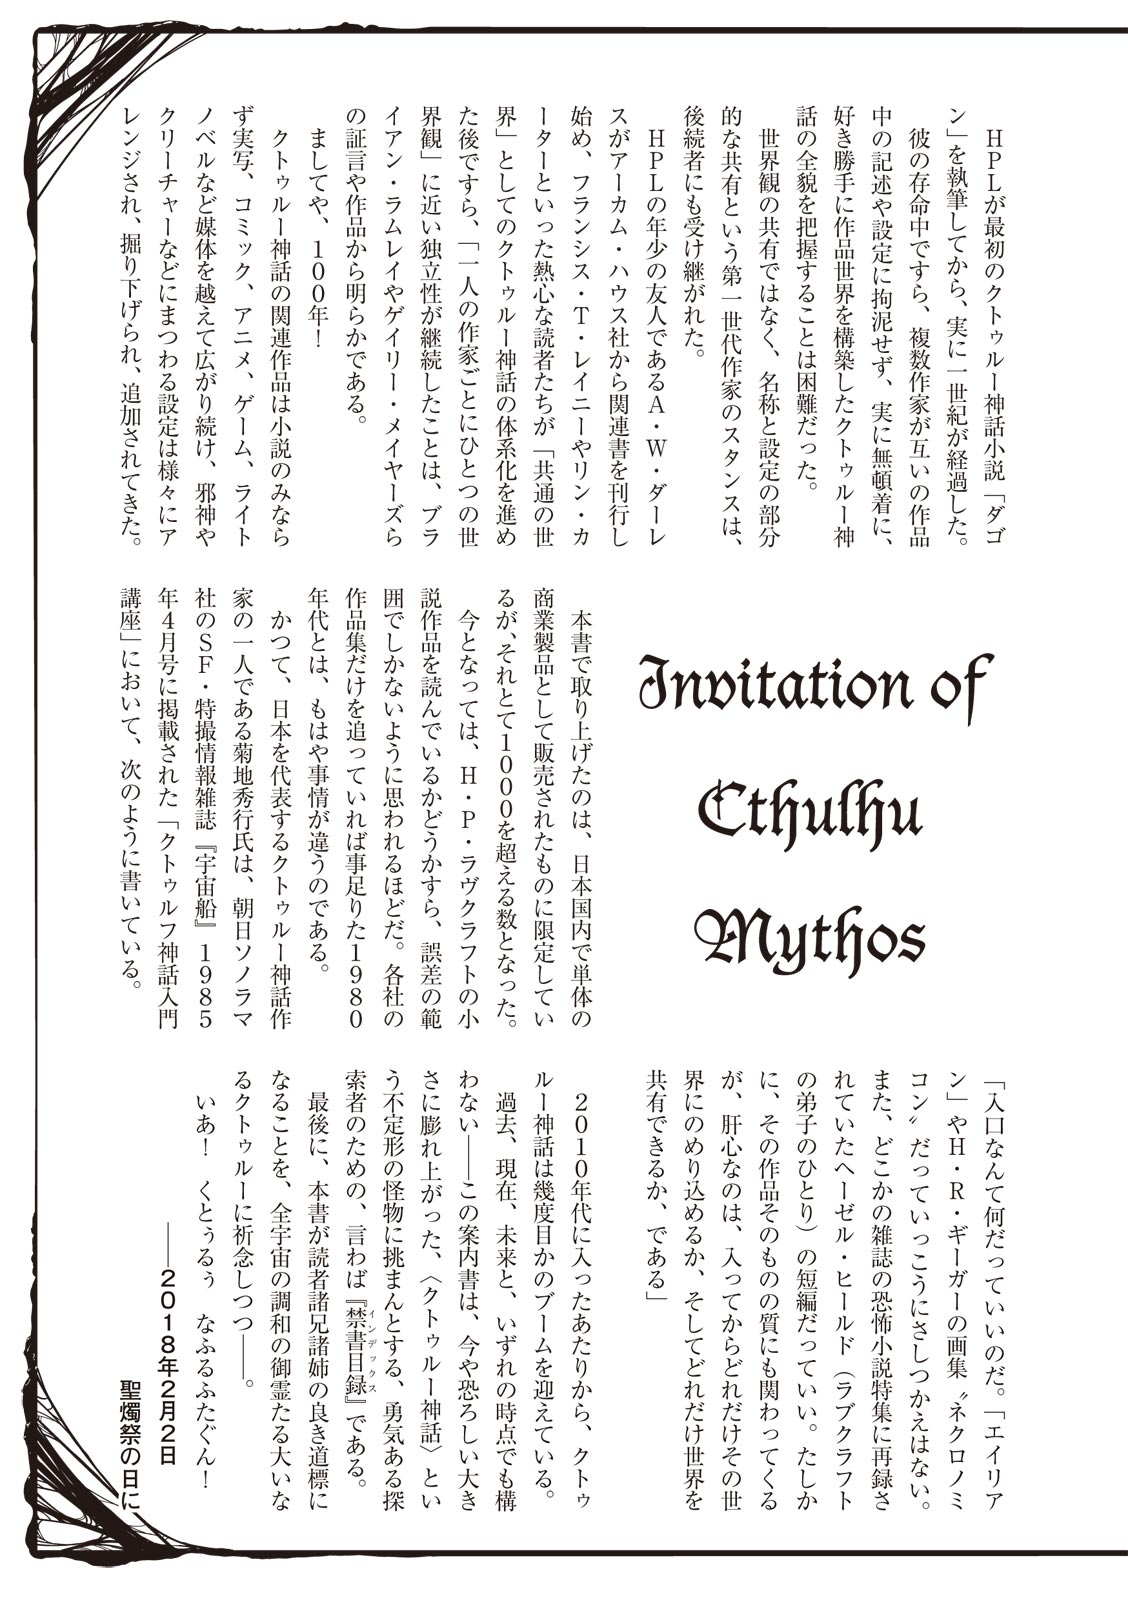 HPLが最初のクトゥルー神話小説「ダゴ
ン」を執筆してから、実に一世紀が経過した。
　彼の存命中ですら、複数作家が互いの作品
中の記述や設定に拘泥せず、実に無頓着に、
好き勝手に作品世界を構築したクトゥルー神
話の全貌を把握することは困難だった。
　世界観の共有ではなく、名称と設定の部分
的な共有という第一世代作家のスタンスは、
後続者にも受け継がれた。
　HPLの年少の友人であるA・W・ダーレ
スがアーカム・ハウス社から関連書を刊行し
始め、フランシス・T・レイニーやリン・カ
ーターといった熱心な読者たちが「共通の世
界」としてのクトゥルー神話の体系化を進め
た後ですら、「一人の作家ごとにひとつの世
界観」に近い独立性が継続したことは、ブラ
イアン・ラムレイやゲイリー・メイヤーズら
の証言や作品から明らかである。
　ましてや、100年！
　クトゥルー神話の関連作品は小説のみなら
ず実写、コミック、アニメ、ゲーム、ライト
ノベルなど媒体を越えて広がり続け、邪神や
クリーチャーなどにまつわる設定は様々にア
レンジされ、掘り下げられ、追加されてきた。
Invitation of
Cthulhu
Mythos
　本書で取り上げたのは、日本国内で単体の
商業製品として販売されたものに限定してい
るが、それとて1000を超える数となった。
　今となっては、H・P・ラヴクラフトの小
説作品を読んでいるかどうかすら、誤差の範
囲でしかないように思われるほどだ。各社の
作品集だけを追っていれば事足りた1980
年代とは、もはや事情が違うのである。
　かつて、日本を代表するクトゥルー神話作
家の一人である菊地秀行氏は、朝日ソノラマ
社のSF・特撮情報雑誌『宇宙船』1985
年4月号に掲載された「クトゥルフ神話入門
講座」において、次のように書いている。
「入口なんて何だっていいのだ。「エイリア
ン」やH・R・ギーガーの画集〝ネクロノミ
コン〟だっていっこうにさしつかえはない。
また、どこかの雑誌の恐怖小説特集に再録さ
れていたヘーゼル・ヒールド（ラブクラフト
の弟子のひとり）の短編だっていい。たしか
に、その作品そのものの質にも関わってくる
が、肝心なのは、入ってからどれだけその世
界にのめり込めるか、そしてどれだけ世界を
共有できるか、である」
　2010年代に入ったあたりから、クトゥ
ルー神話は幾度目かのブームを迎えている。
　過去、現在、未来と、いずれの時点でも構
わない――この案内書は、今や恐ろしい大き
さに膨れ上がった、〈クトゥルー神話〉とい
う不定形の怪物に挑まんとする、勇気ある探
索者のための、言わば『禁書目録』である。
インデックス
　最後に、本書が読者諸兄諸姉の良き道標に
なることを、全宇宙の調和の御霊たる大いな
るクトゥルーに祈念しつつ――。
　いあ！　くとぅるぅ　なふるふたぐん！
――2018年2月2日
聖燭祭の日に